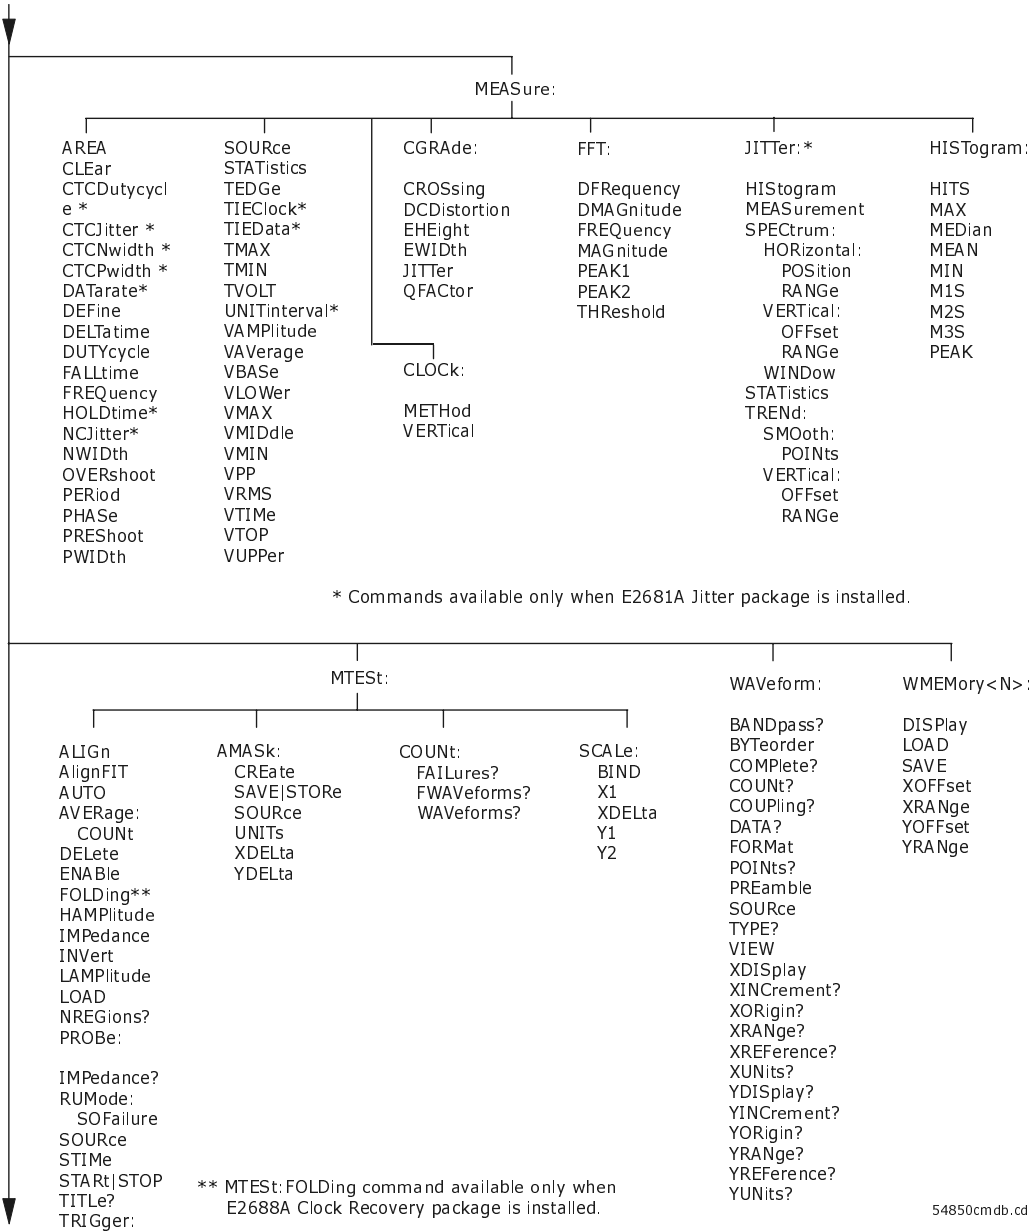 MEASure:
AREA
CLEar
CTCDutycycl
e *
CTCJitter *
CTCNwidth *
CTCPwidth *
DATarate*
DEFine
DELTatime
DUTYcycle
FALLtime
FREQuency
HOLDtime*
NCJitter*
NWIDth
OVERshoot
PERiod
PHASe
PREShoot
PWIDth
SOURce
STATistics
TEDGe
TIEClock*
TIEData*
TMAX
TMIN
TVOLT
UNITinterval*
VAMPlitude
VAVerage
VBASe
VLOWer
VMAX
VMIDdle
VMIN
VPP
VRMS
VTIMe
VTOP
VUPPer
CGRAde:
CROSsing
DCDistortion
EHEight
EWIDth
JITTer
QFACtor
CLOCk:
METHod
VERTical
FFT:
DFRequency
DMAGnitude
FREQuency
MAGnitude
PEAK1
PEAK2
THReshold
JITTer:*
HIStogram
MEASurement
SPECtrum:
HORizontal:
POSition
RANGe
VERTical:
OFFset
RANGe
WINDow
STATistics
TRENd:
SMOoth:
POINts
VERTical:
OFFset
RANGe
HISTogram:
HITS
MAX
MEDian
MEAN
MIN
M1S
M2S
M3S
PEAK
* Commands available only when E2681A Jitter package is installed.
MTESt:
ALIGn
AlignFIT
AUTO
AVERage:
COUNt
DELete
ENABle
FOLDing**
HAMPlitude
IMPedance
INVert
LAMPlitude
LOAD
NREGions?
PROBe:
IMPedance?
RUMode:
SOFailure
SOURce
STIMe
STARt|STOP
TITLe?
TRIGger:
AMASk:
CREate
SAVE|STORe
SOURce
UNITs
XDELta
YDELta
COUNt:
FAILures?
FWAVeforms?
WAVeforms?
SCALe:
BIND
X1
XDELta
Y1
Y2
WAVeform:
BANDpass?
BYTeorder
COMPlete?
COUNt?
COUPling?
DATA?
FORMat
POINts?
PREamble
SOURce
TYPE?
VIEW
XDISplay
XINCrement?
XORigin?
XRANge?
XREFerence?
XUNits?
YDISplay?
YINCrement?
YORigin?
YRANge?
YREFerence?
YUNits?
WMEMory<N>:
DISPlay
LOAD
SAVE
XOFFset
XRANge
YOFFset
YRANge
** MTESt:FOLDing command available only when
E2688A Clock Recovery package is installed.
54850cmdb.cd